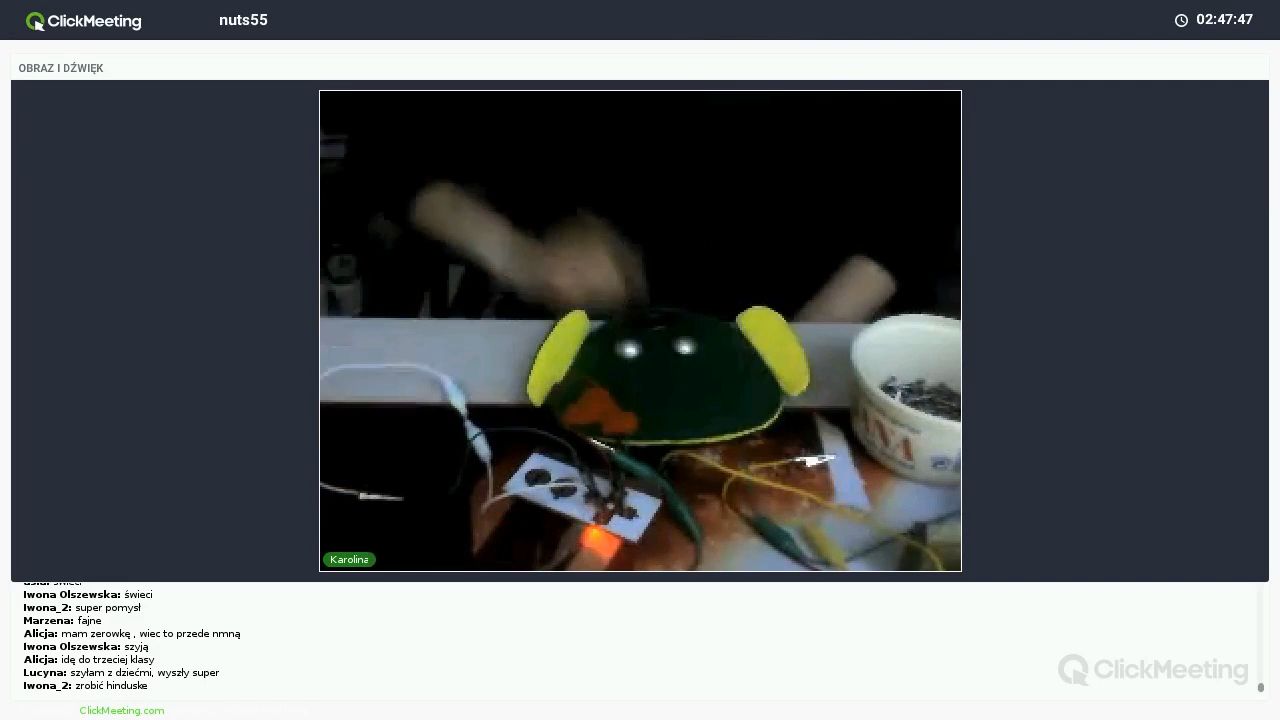 ClickMeeting
nuts55
02:47:47
OBRAZ I DŹWIĘK
Karolina
Iwona Olszewska: świeci
Iwona_2: super pomysł
Marzena: fajne
Alicja: mam zerowkę , wiec to przede nmną
Iwona Olszewska: szyją
Alicja: idę do trzeciej klasy
Lucyna: szyłam z dziećmi, wyszły super
Iwona_2: zrobić hinduske
ClickMeeting
ClickMeeting.com